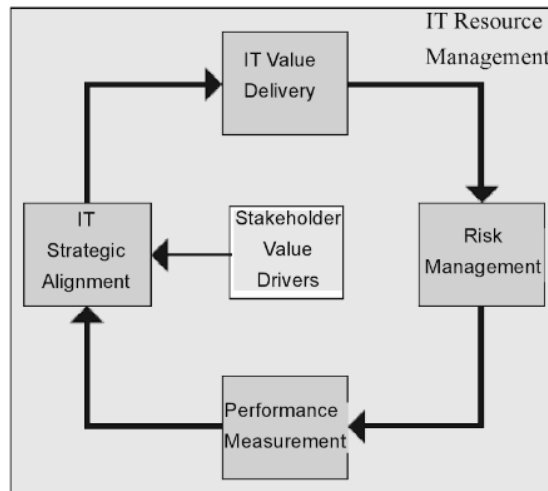 IT Resource
Management
IT Value
Delivery
IT
Strategic
Alignment
Stakeholder
Value
Drivers
Risk
Management
Performance
Measurement